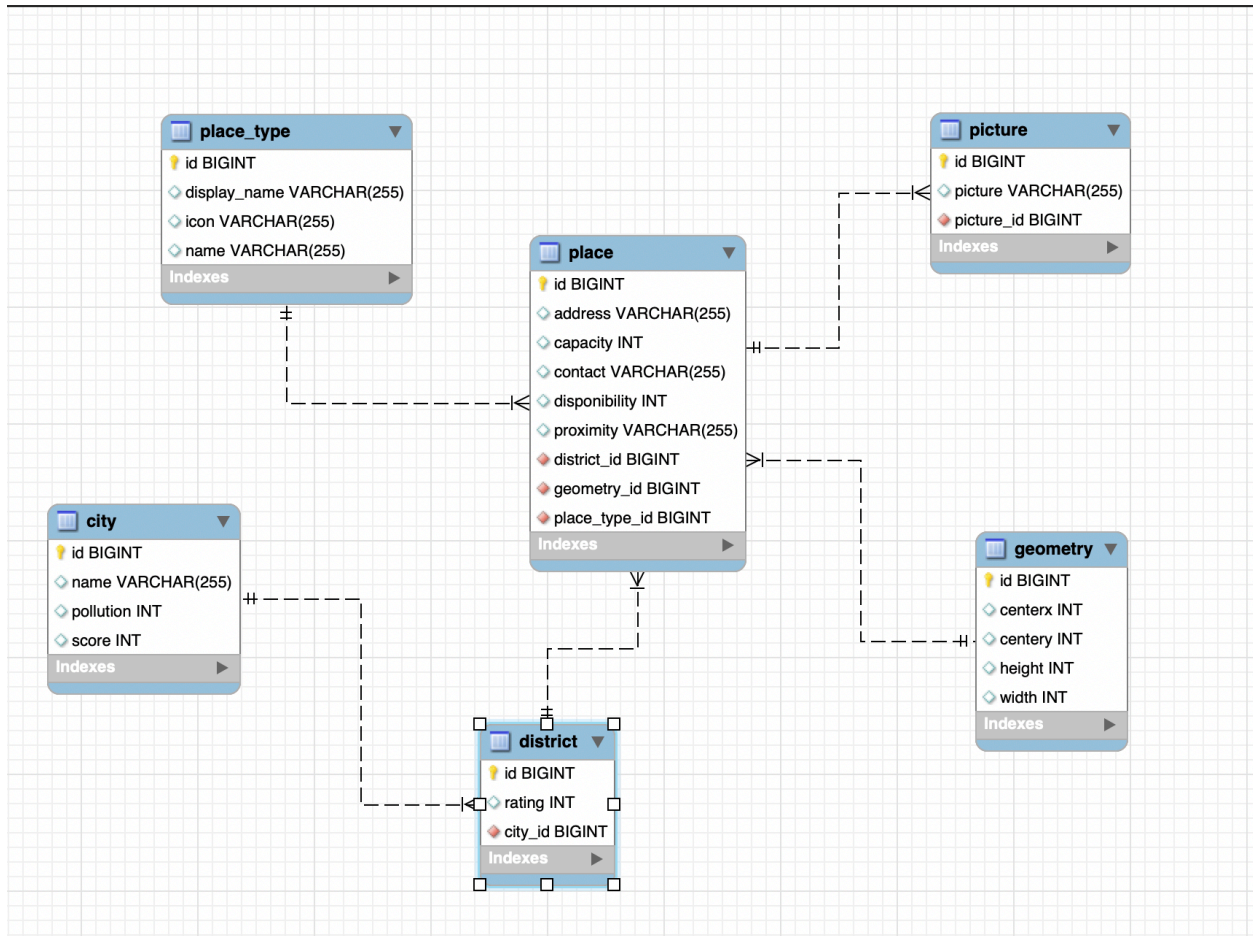 place_type
id BIGINT
display_name VARCHAR(255)
icon VARCHAR(255)
name VARCHAR(255)
Indexes
picture
id BIGINT
picture VARCHAR(255)
picture_id BIGINT
Indexes
place
id BIGINT
address VARCHAR(255)
capacity INT
contact VARCHAR(255)
disponibility INT
proximity VARCHAR(255)
district_id BIGINT
geometry_id BIGINT
place_type_id BIGINT
Indexes
city
id BIGINT
name VARCHAR(255)
pollution INT
score INT
Indexes
geometry
id BIGINT
centerx INT
centery INT
height INT
width INT
Indexes
district
id BIGINT
rating INT
city_id BIGINT
Indexes